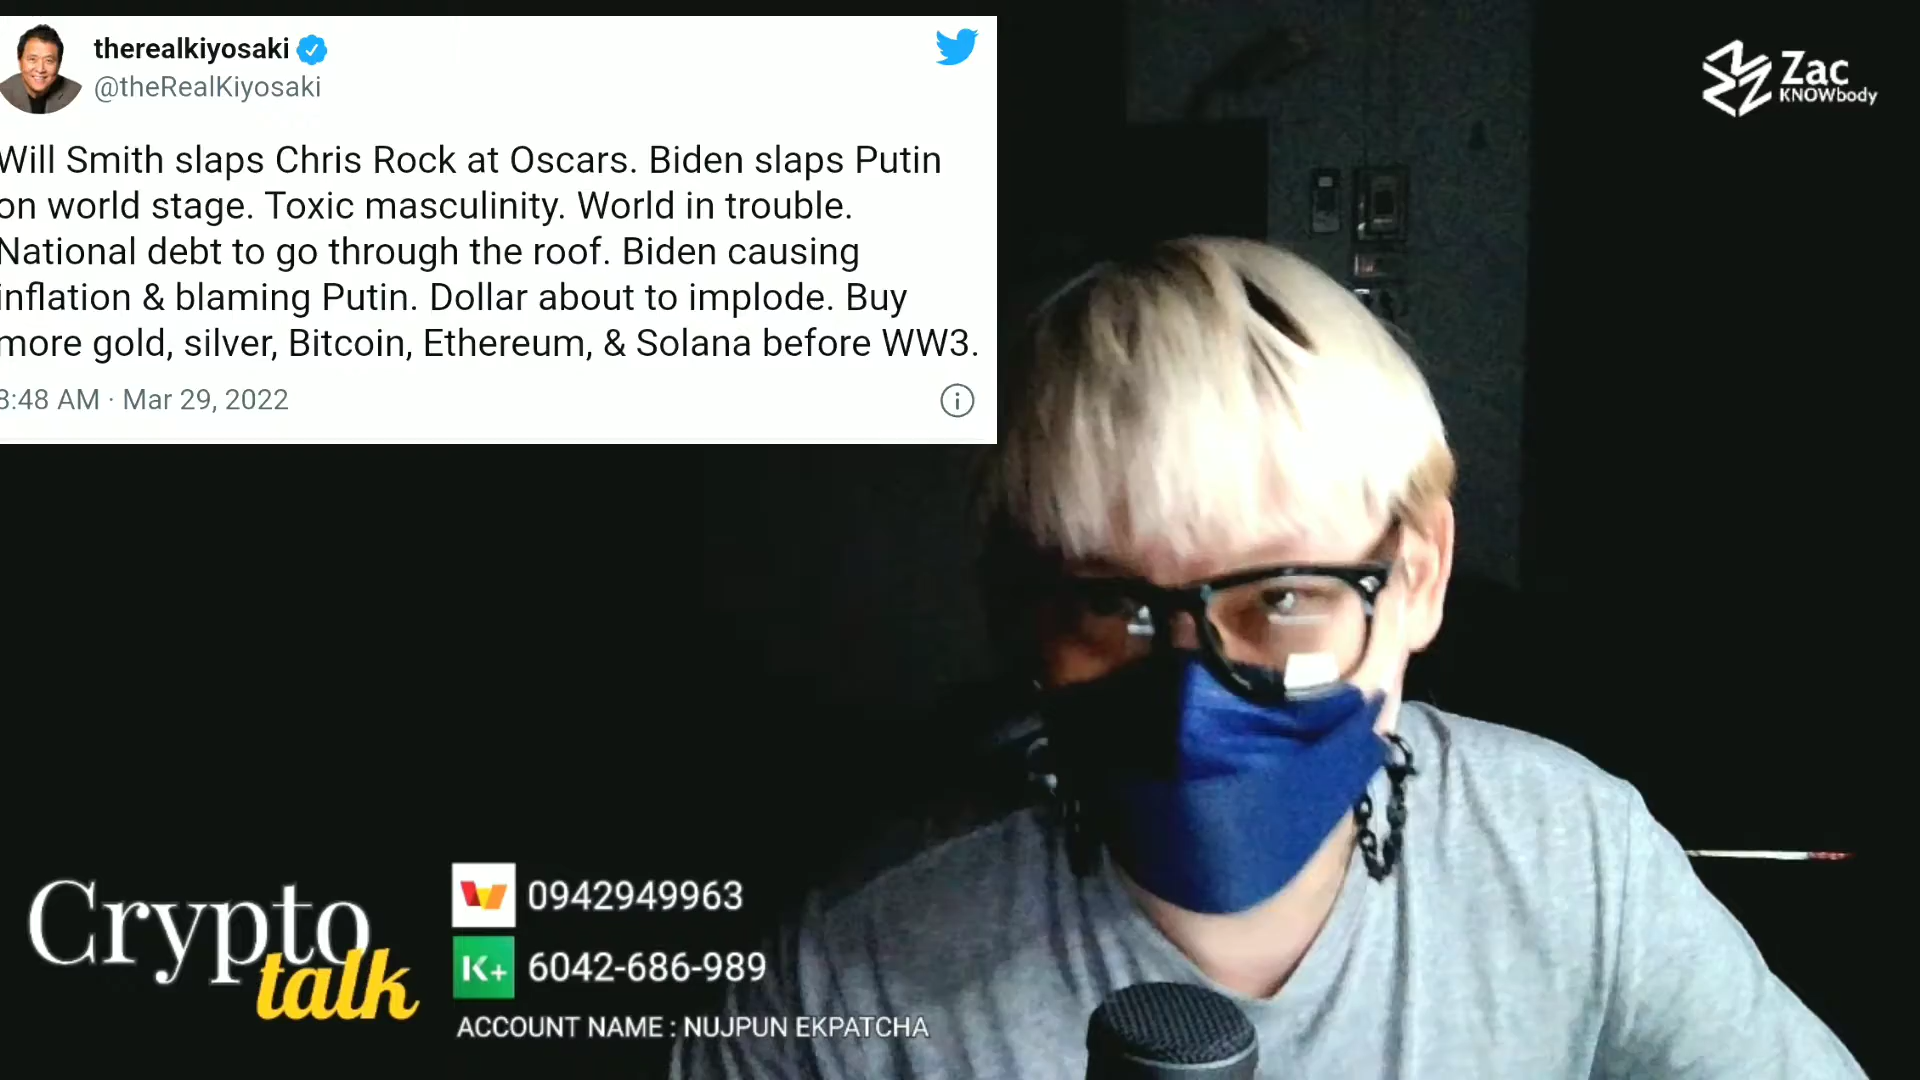 therealkiyosaki
@theRealKiyosaki
Will Smith slaps Chris Rock at Oscars. Biden slaps Putin
on world stage. Toxic masculinity. World in trouble.
National debt to go through the roof. Biden causing
inflation & blaming Putin. Dollar about to implode. Buy
more gold, silver, Bitcoin, Ethereum, & Solana before WW3.
8:48 AM · Mar 29, 2022
Zac
KNOWbody
Crypto
talk
0942949963
K+ 6042-686-989
ACCOUNT NAME : NUJPUN EKPATCHA